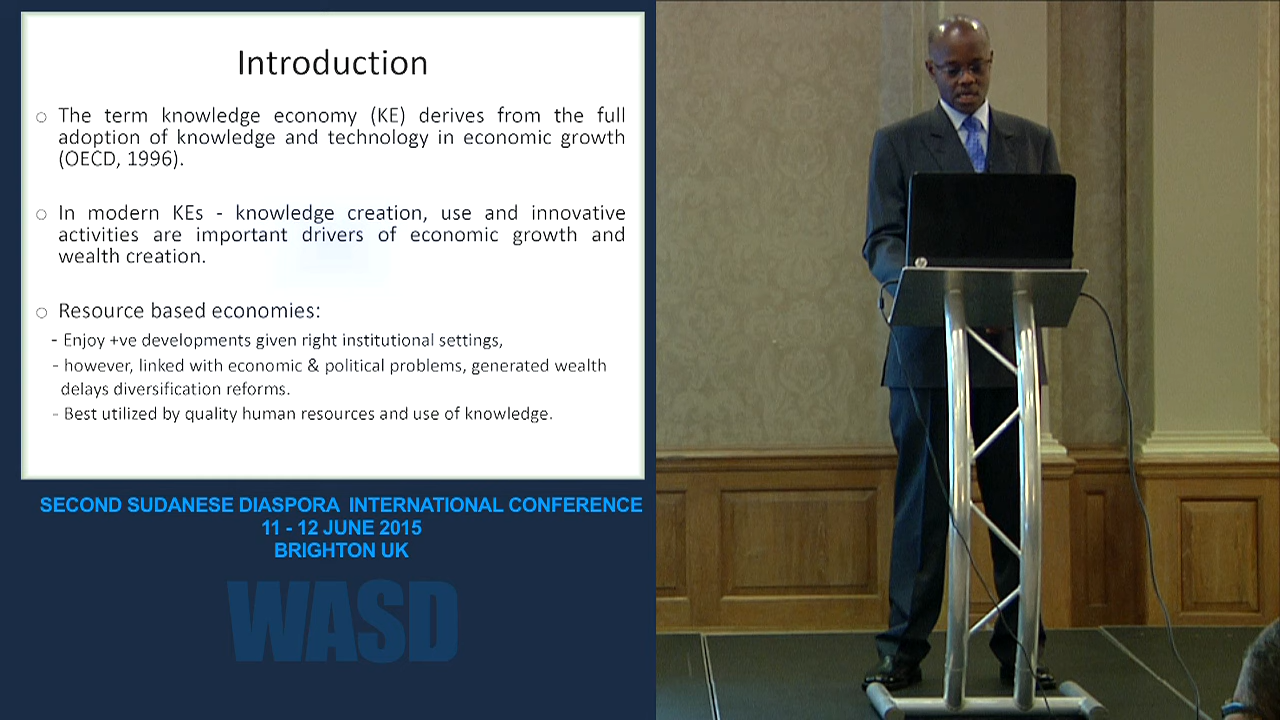 Introduction
The term knowledge economy (KE) derives from the full
adoption of knowledge and technology in economic growth
(OECD, 1996).
In modern KEs - knowledge creation, use and innovative
activities are important drivers of economic growth and
wealth creation.
Resource based economies:
- Enjoy +ve developments given right institutional settings,
- however, linked with economic & political problems, generated wealth
delays diversification reforms.
- Best utilized by quality human resources and use of knowledge.
SECOND SUDANESE DIASPORA INTERNATIONAL CONFERENCE
11 - 12 JUNE 2015
BRIGHTON UK
WASD
hp